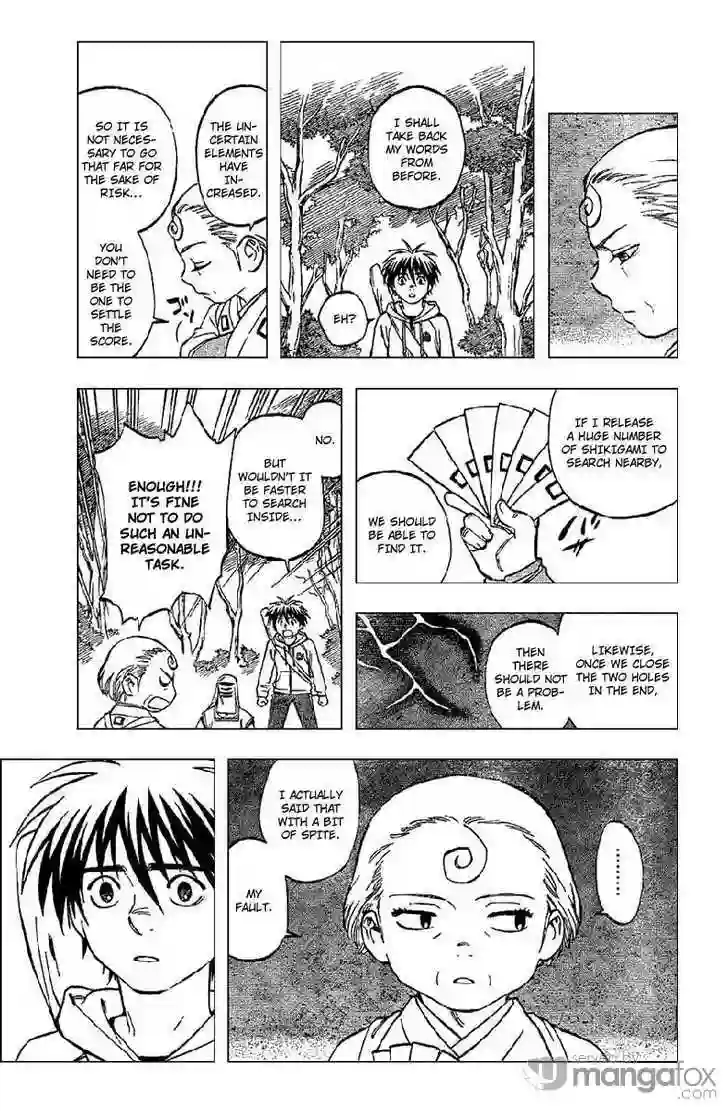 I SHALL
TAKE BACK
MY WORDS
FROM
BEFORE.
EH?
THE UN-
CERTAIN
ELEMENTS
HAVE
IN-
CREASED.
SO IT IS
NOT NECES-
SARY TO GO
THAT FAR FOR
THE SAKE OF
RISK...
YOU
DON'T
NEED TO
BE THE
ONE TO
SETTLE
THE
SCORE.
IF I RELEASE
A HUGE NUMBER
OF SHIKIGAMI TO
SEARCH NEARBY,
WE SHOULD
BE ABLE TO
FIND IT.
LIKEWISE,
ONCE WE CLOSE
THE TWO HOLES
IN THE END,
THEN
THERE
SHOULD NOT
BE A PROB-
LEM.
NO.
BUT
WOULDN'T IT
BE FASTER
TO SEARCH
INSIDE...
ENOUGH!!!
IT'S FINE
NOT TO DO
SUCH AN UN-
REASONABLE
TASK.
........
I ACTUALLY
SAID THAT
WITH A BIT
OF SPITE.
MY
FAULT.
served by
mangafox
.com